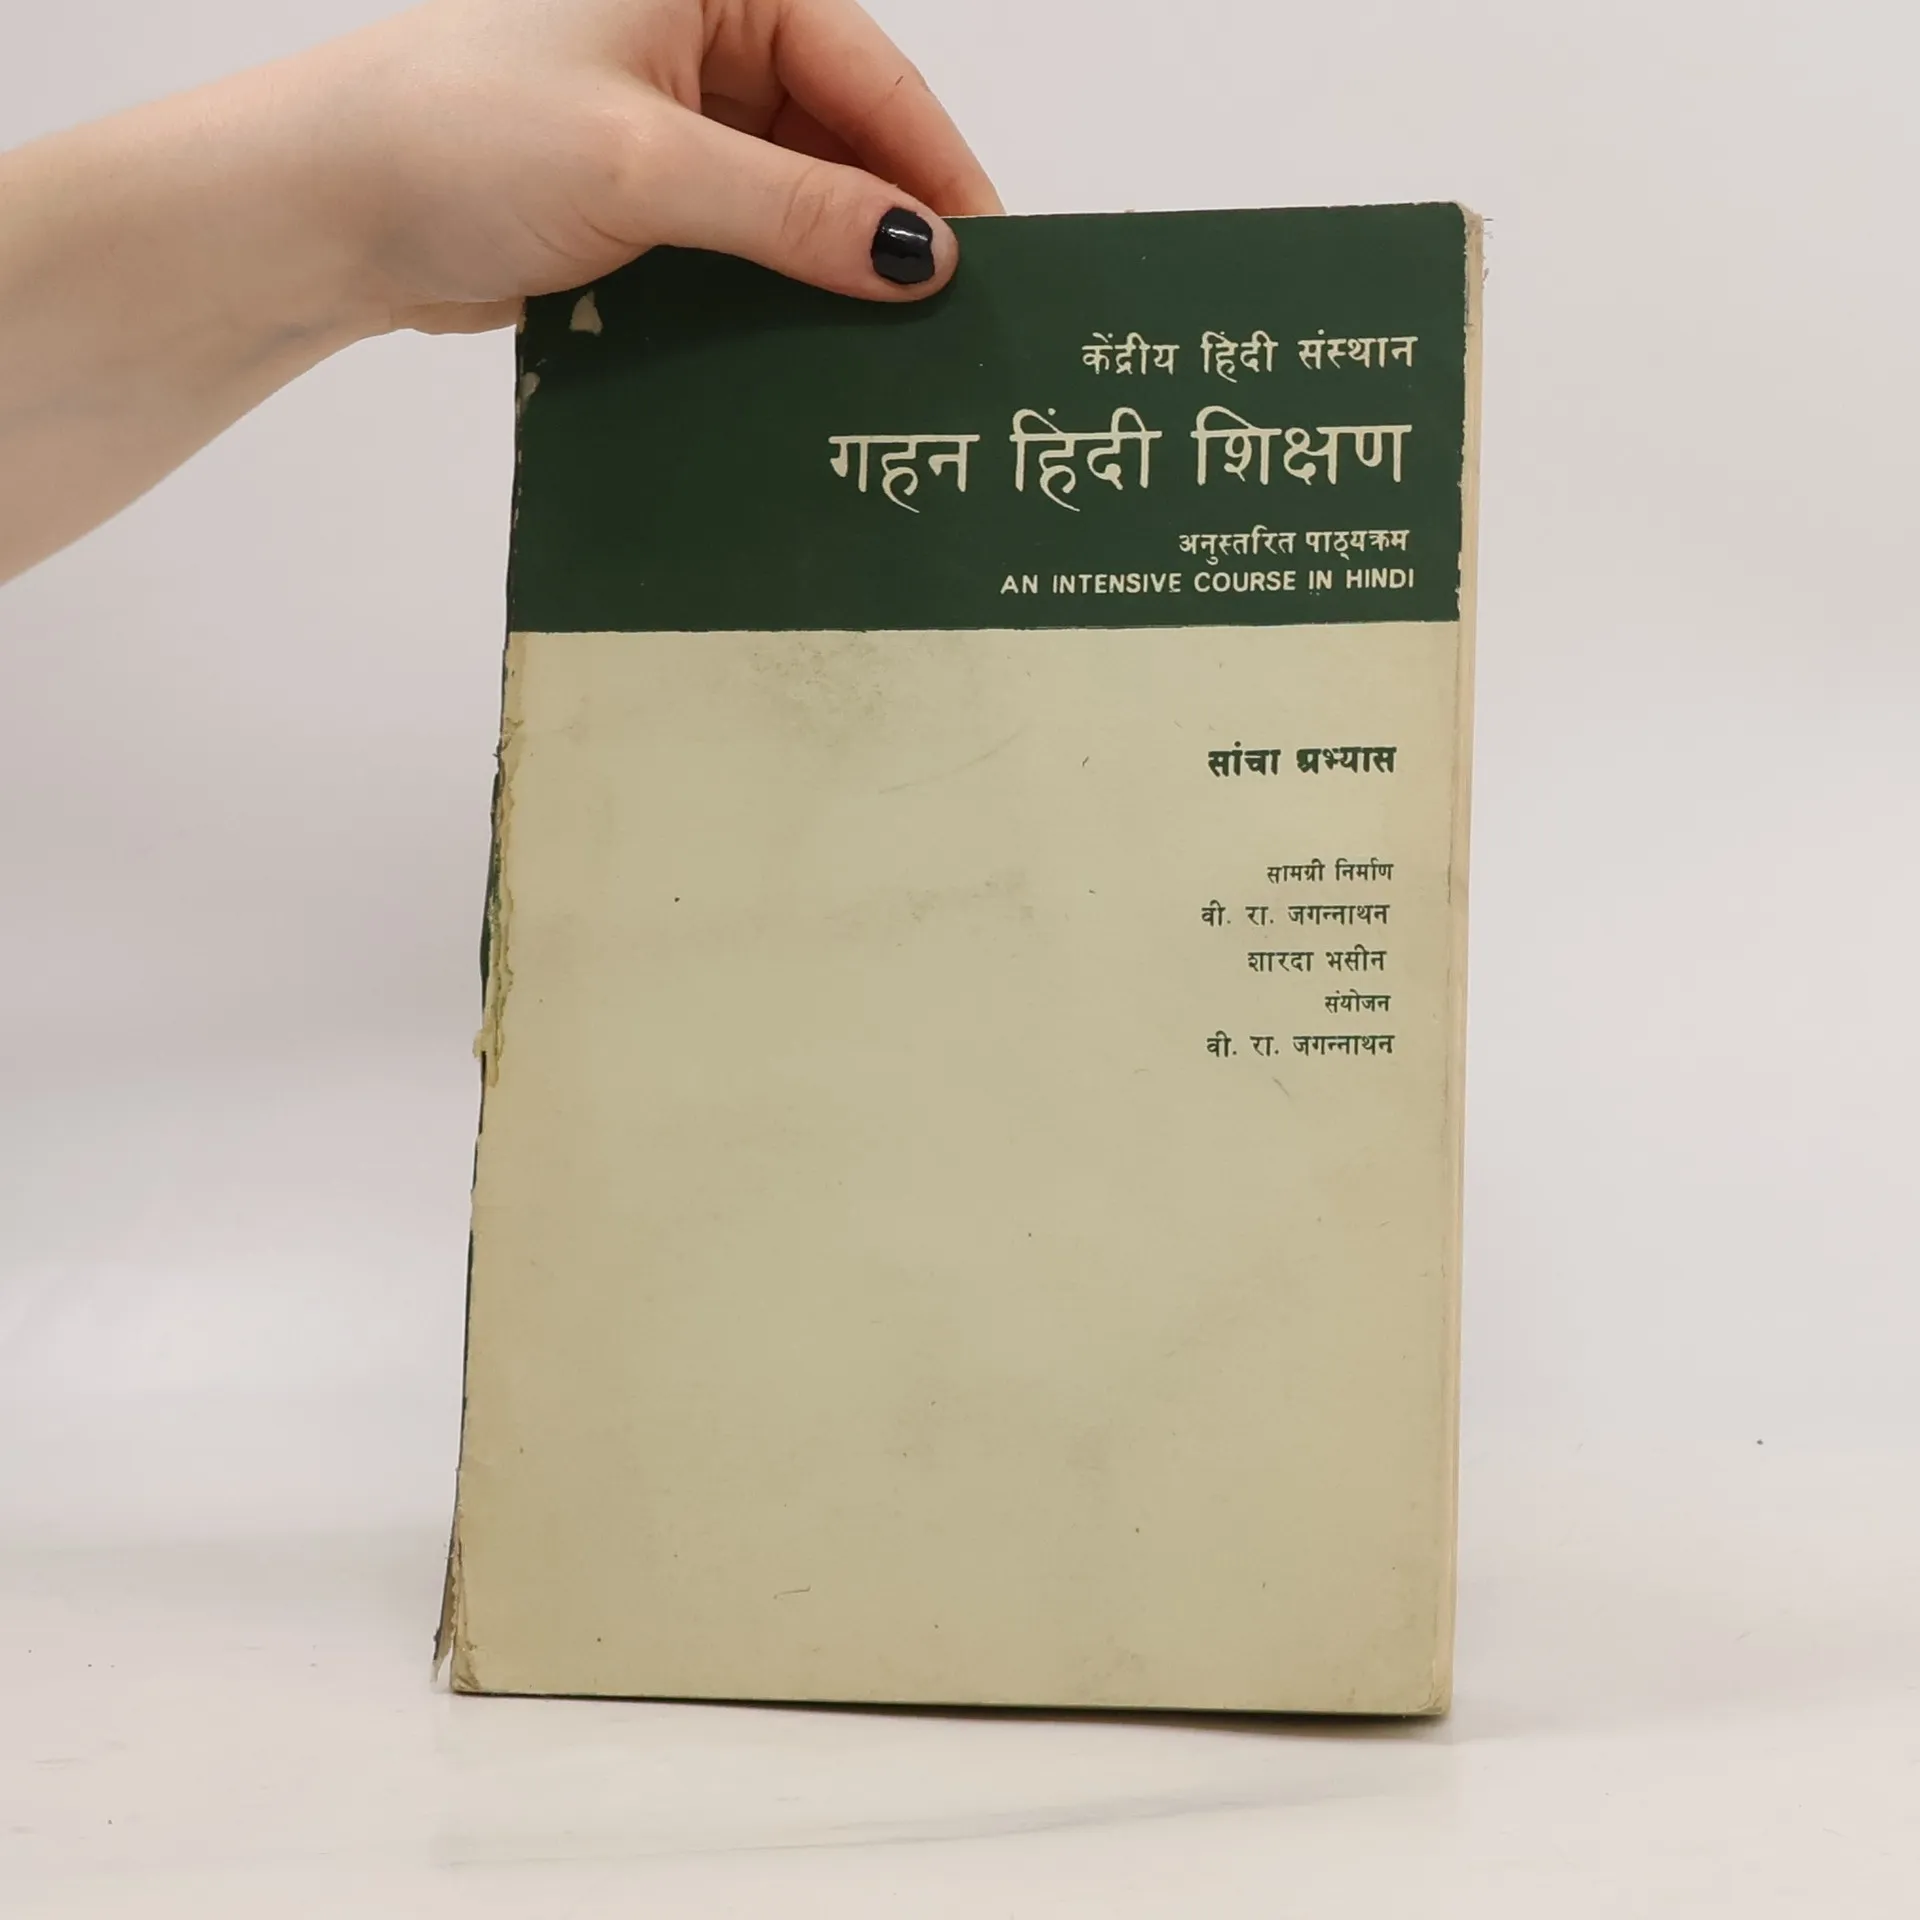 केंद्रीय हिंदी संस्थान
गहन हिंदी शिक्षण
अनुस्तरित पाठ्यक्रम
AN INTENSIVE COURSE IN HINDI
सांचा अभ्यास
सामग्री निर्माण
वी. रा. जगन्नाथन
शारदा भसीन
संयोजन
वी. रा. जगन्नाथन